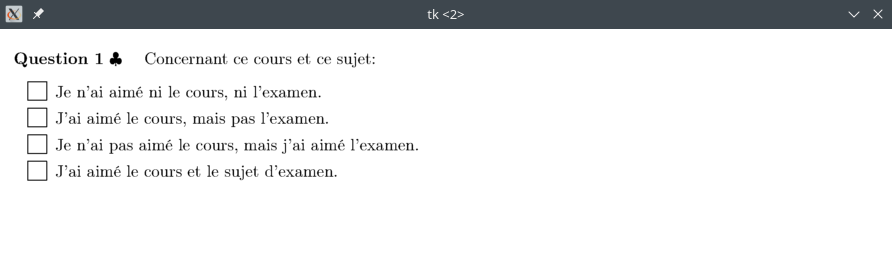 tk <2>
Question 1 ♣ Concernant ce cours et ce sujet:
Je n'ai aimé ni le cours, ni l'examen.
J'ai aimé le cours, mais pas l'examen.
Je n'ai pas aimé le cours, mais j'ai aimé l'examen.
J'ai aimé le cours et le sujet d'examen.